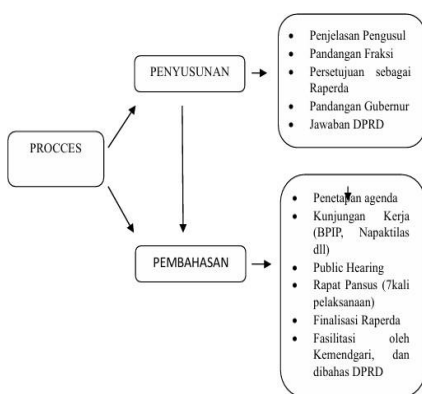 PROCCES
PENYUSUNAN
• Penjelasan Pengusul
• Pandangan Fraksi
• Persetujuan sebagai
Raperda
• Pandangan Gubernur
• Jawaban DPRD
PEMBAHASAN
• Penetapan agenda
• Kunjungan Kerja
(BPIP, Napaktilas
dll)
• Public Hearing
• Rapat Pansus (7kali
pelaksanaan)
• Finalisasi Raperda
• Fasilitasi oleh
Kemendgari, dan
dibahas DPRD